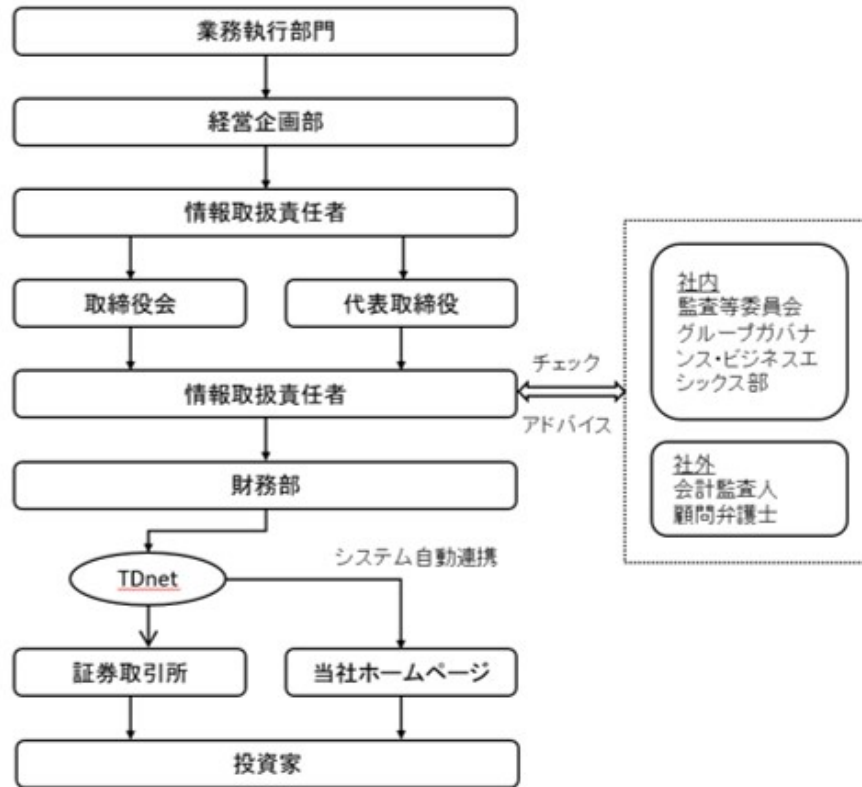 業務執行部門
経営企画部
情報取扱責任者
取締役会
代表取締役
情報取扱責任者
チェック
アドバイス
社内
監査等委員会
グループガバナ
ンス・ビジネスエ
シックス部
社外
会計監査人
顧問弁護士
財務部
TDnet
システム自動連携
証券取引所
当社ホームページ
投資家